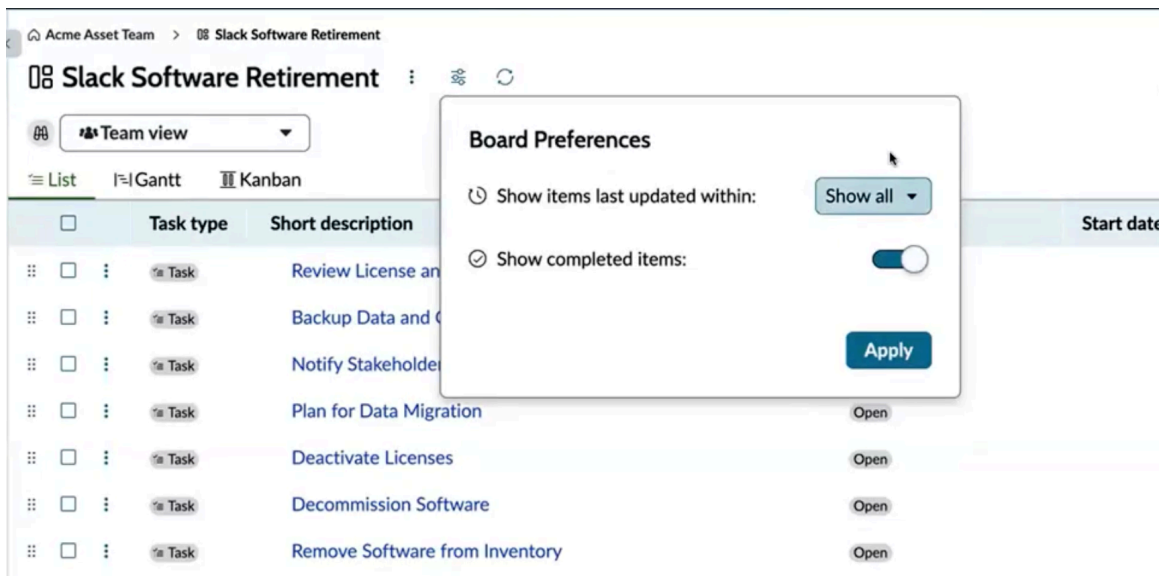 Acme Asset Team > Slack Software Retirement
Slack Software Retirement
Team view
Board Preferences
List Gantt Kanban
Show items last updated within: Show all
Task type Short description Start date
Show completed items:
Task Review License an
Task Backup Data and
Task Notify Stakeholder
Apply
Task Plan for Data Migration Open
Task Deactivate Licenses Open
Task Decommission Software Open
Task Remove Software from Inventory Open